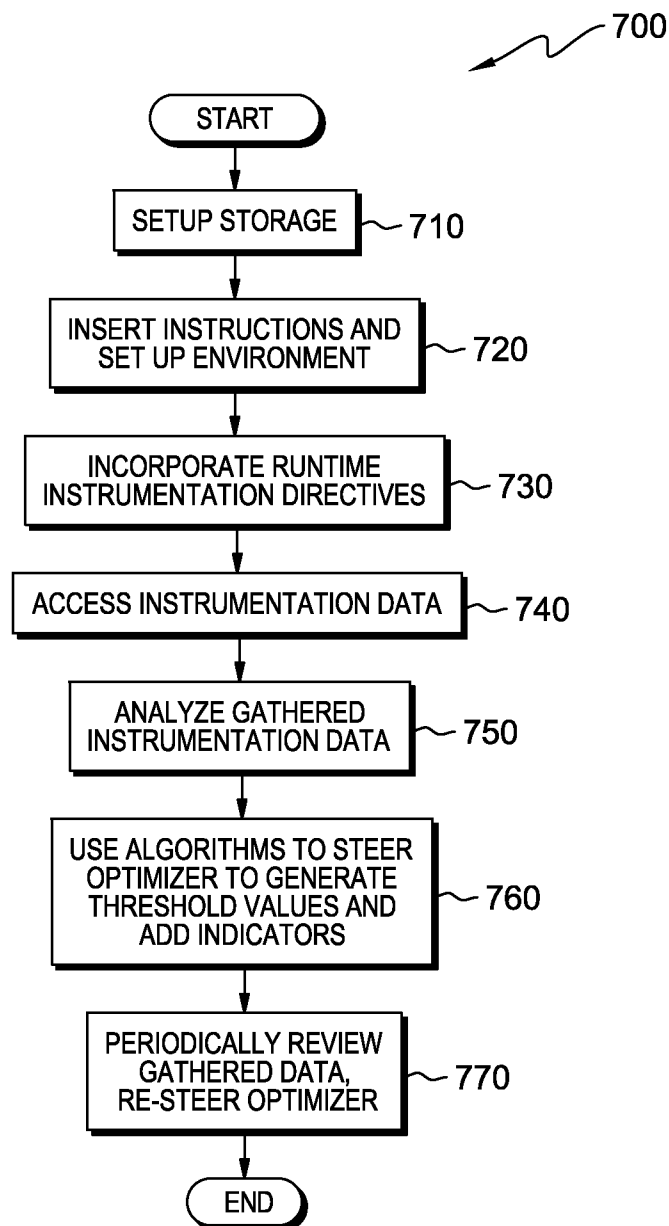 700
START
SETUP STORAGE
710
INSERT INSTRUCTIONS AND
SET UP ENVIRONMENT
720
INCORPORATE RUNTIME
INSTRUMENTATION DIRECTIVES
730
ACCESS INSTRUMENTATION DATA
740
ANALYZE GATHERED
INSTRUMENTATION DATA
750
USE ALGORITHMS TO STEER
OPTIMIZER TO GENERATE
THRESHOLD VALUES AND
ADD INDICATORS
760
PERIODICALLY REVIEW
GATHERED DATA,
RE-STEER OPTIMIZER
770
END